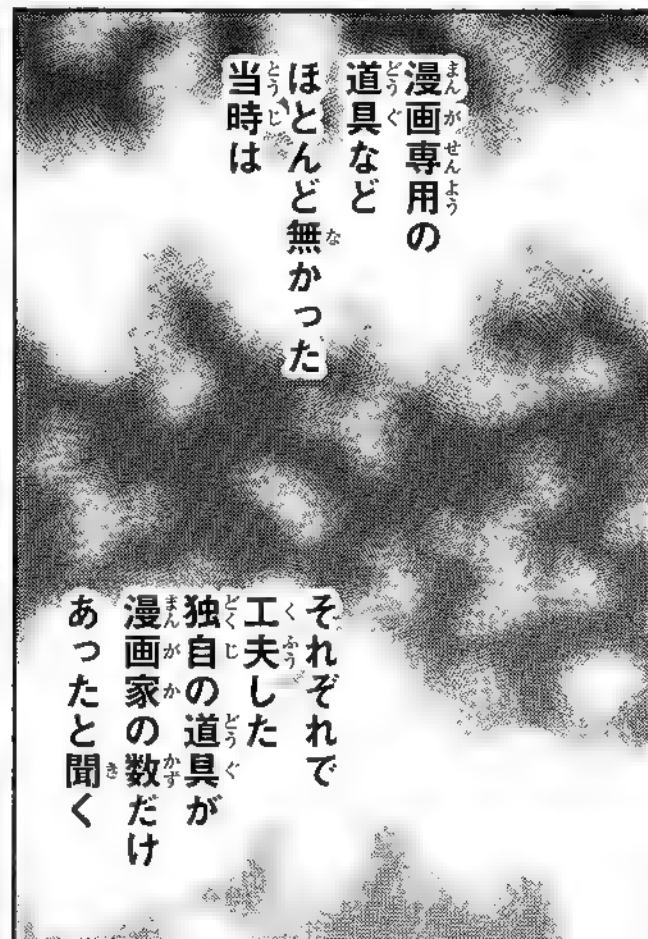 漫画専用の
道具など
ほとんど無かった
当時は
それぞれで
工夫した
独自の道具が
漫画家の数だけ
あったと聞く